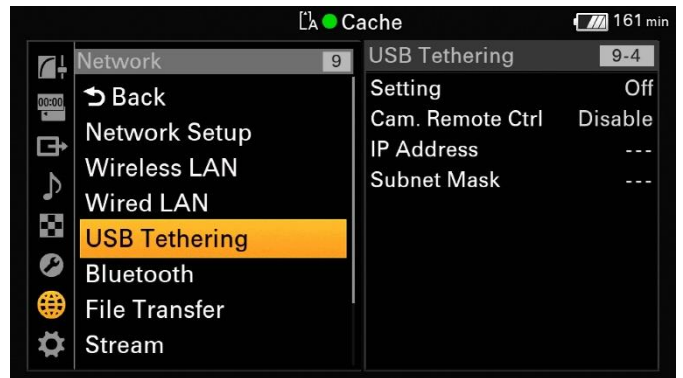 A Cache 161 min
Network 9
Back
Network Setup
Wireless LAN
Wired LAN
USB Tethering
Bluetooth
File Transfer
Stream
00:00
USB Tethering 9-4
Setting Off
Cam. Remote Ctrl Disable
IP Address ---
Subnet Mask ---